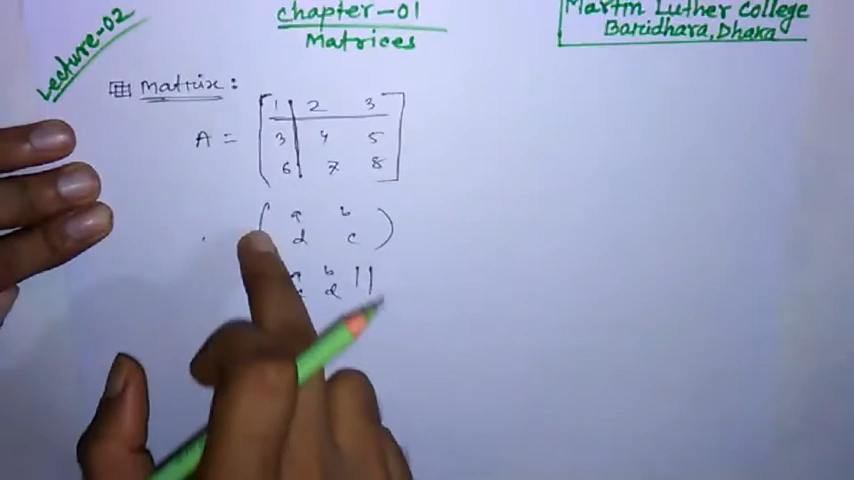 Lecture-02
Chapter-01
Matrices
Martin Luther College
Baridhara, Dhaka
Matrix:
A = [ 1 2 3
3 4 5
6 7 8 ]
( a b
d c )
a b ||
d